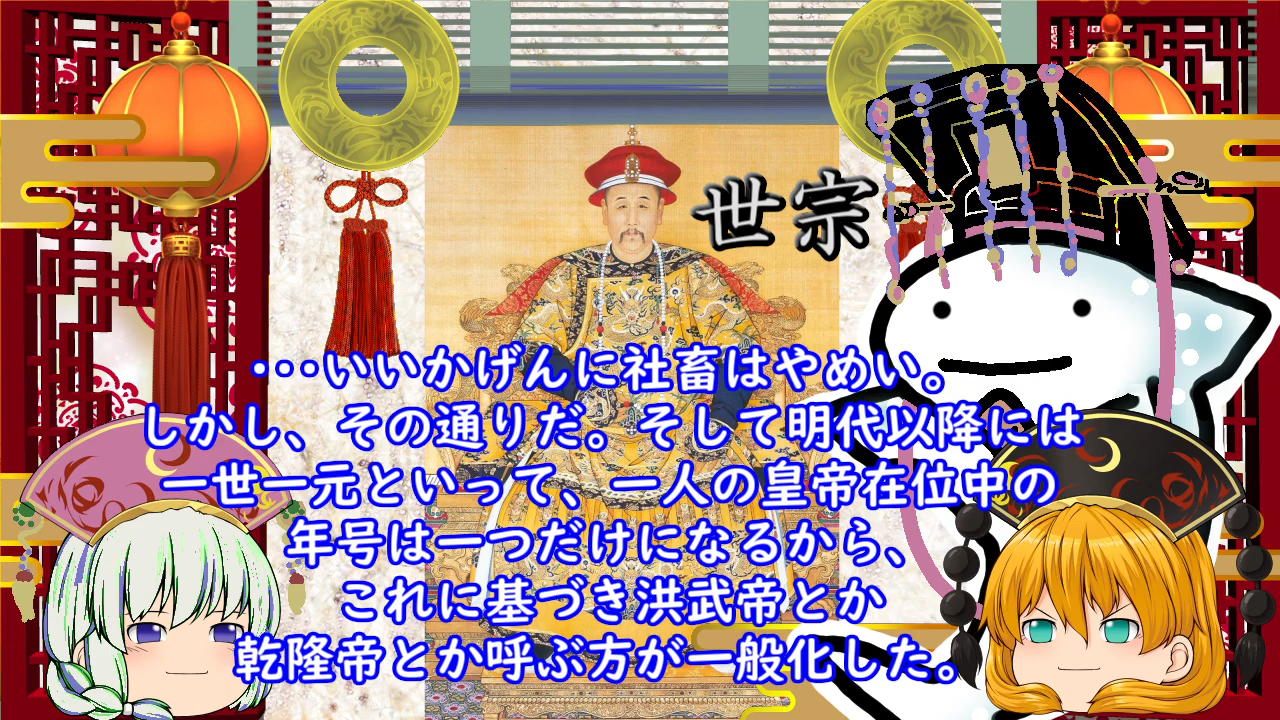 世宗
…いいかげんに社畜はやめい。
しかし、その通りだ。そして明代以降には
一世一元といって、一人の皇帝在位中の
年号は一つだけになるから、
これに基づき洪武帝とか
乾隆帝とか呼ぶ方が一般化した。